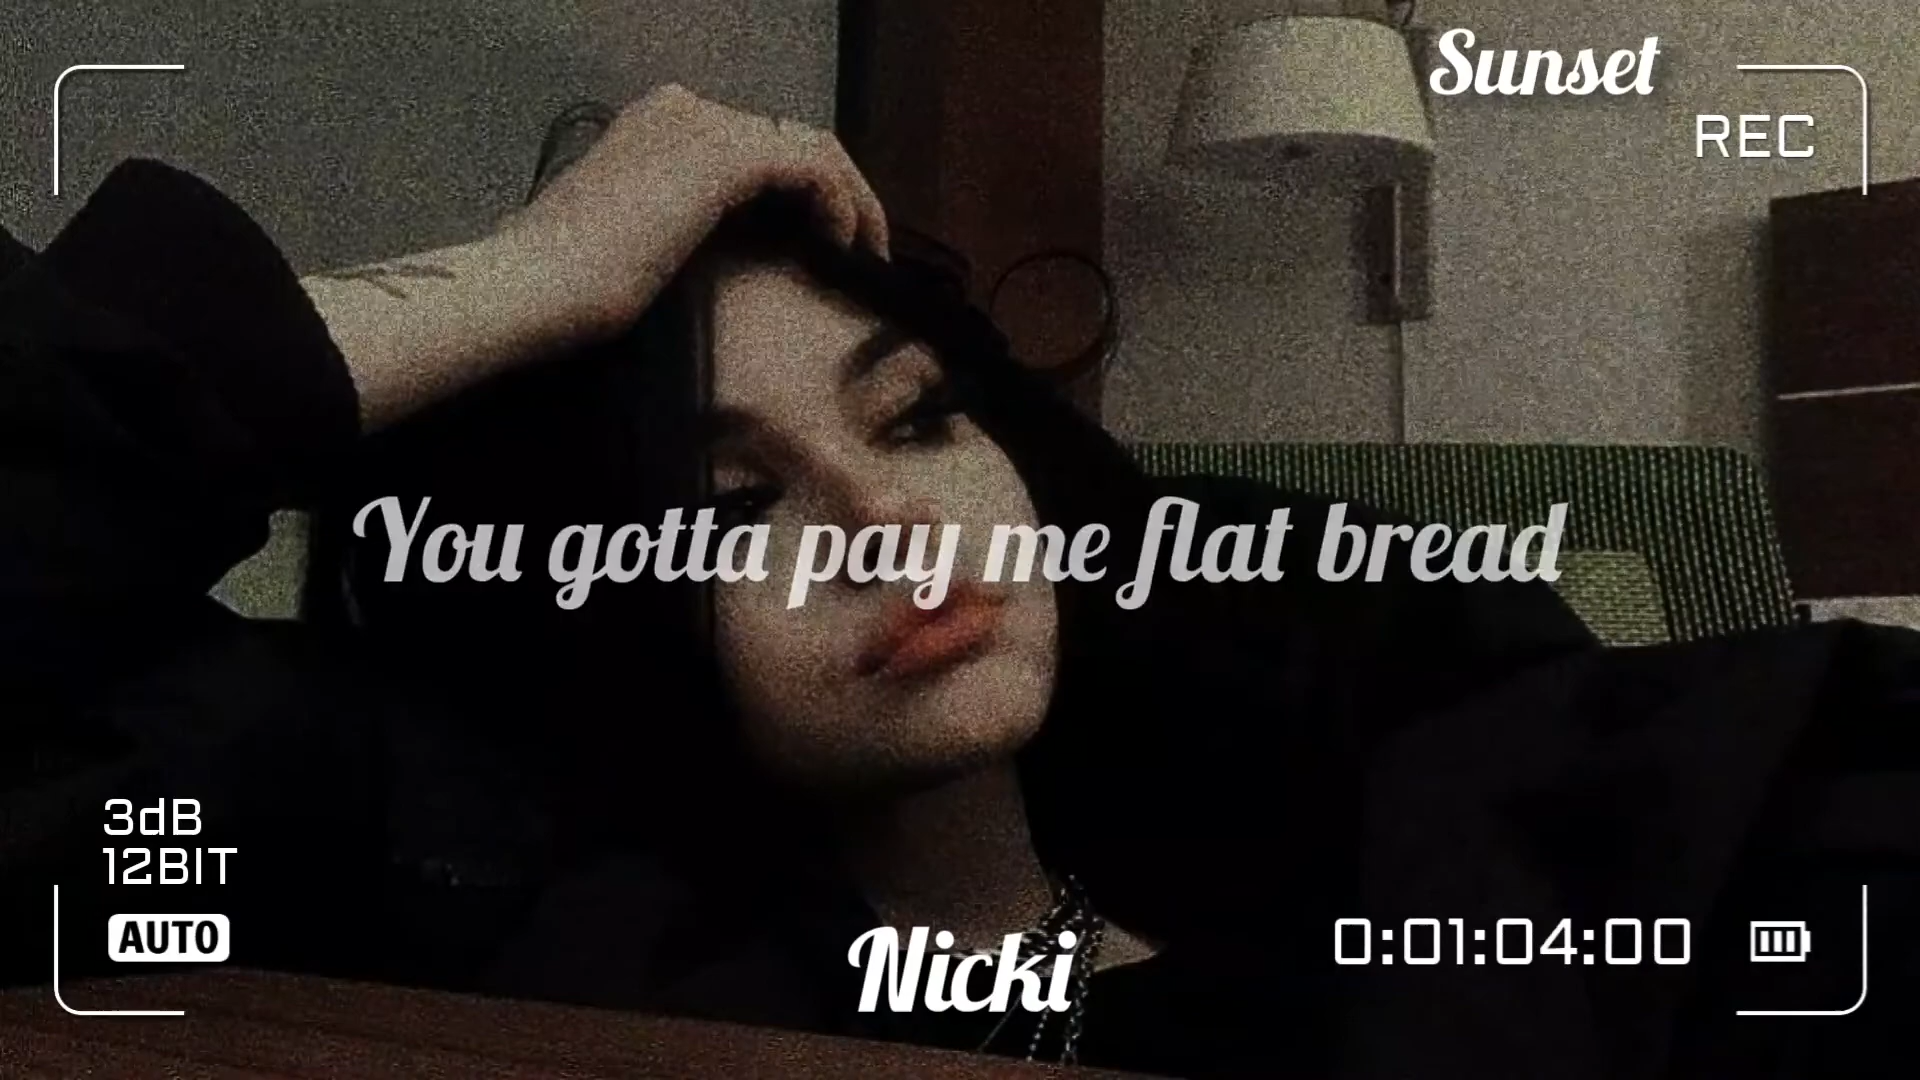 Sunset
REC
You gotta pay me flat bread
3dB
12BIT
AUTO
Nicki
0:01:04:00